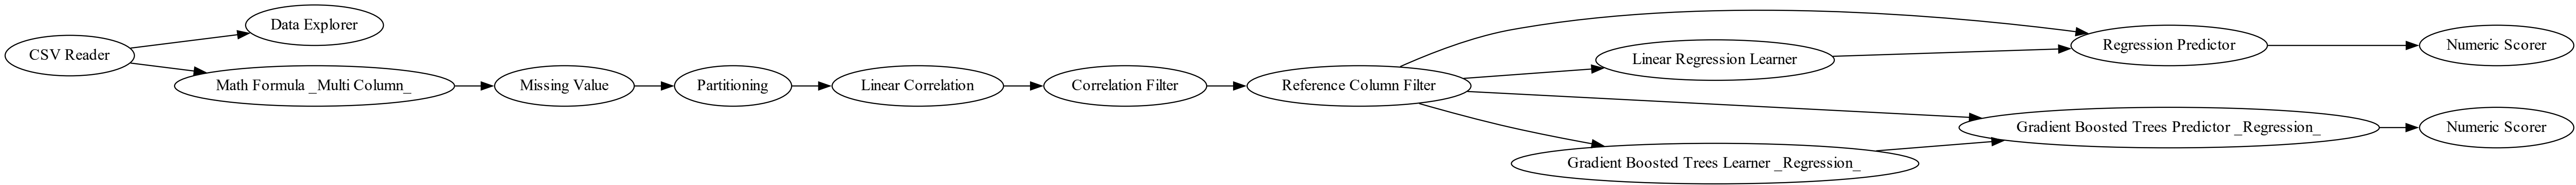 CSV Reader
Data Explorer
Math Formula _Multi Column_
Missing Value
Partitioning
Linear Correlation
Correlation Filter
Reference Column Filter
Linear Regression Learner
Regression Predictor
Numeric Scorer
Gradient Boosted Trees Learner _Regression_
Gradient Boosted Trees Predictor _Regression_
Numeric Scorer